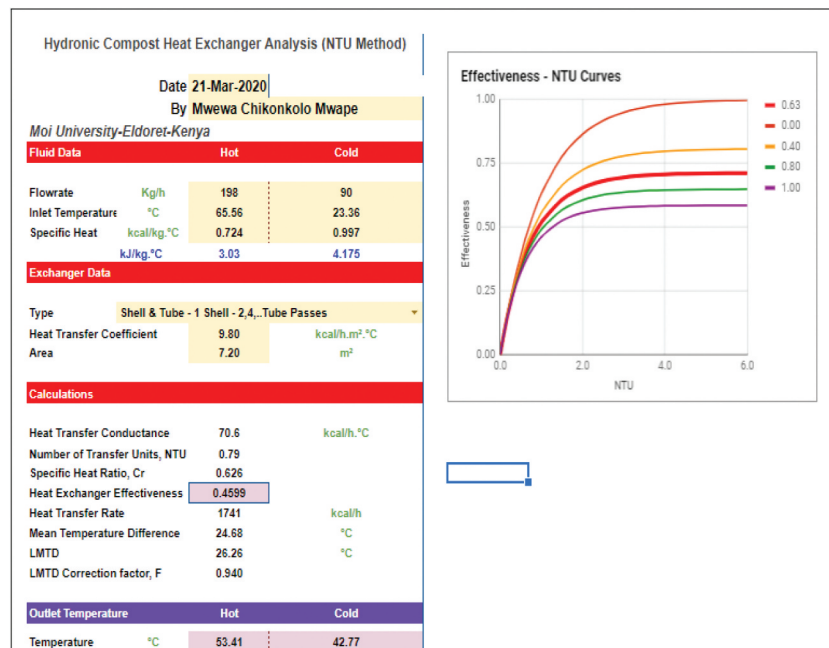 Hydronic Compost Heat Exchanger Analysis (NTU Method)
Date 21-Mar-2020
By Mwewa Chikonkolo Mwape
Moi University-Eldoret-Kenya
Fluid Data Hot Cold
Flowrate Kg/h 198 90
Inlet Temperature °C 65.56 23.36
Specific Heat kcal/kg.°C 0.724 0.997
kJ/kg.°C 3.03 4.175
Exchanger Data
Type Shell & Tube - 1 Shell - 2,4,..Tube Passes
Heat Transfer Coefficient 9.80 kcal/h.m².°C
Area 7.20 m²
Calculations
Heat Transfer Conductance 70.6 kcal/h.°C
Number of Transfer Units, NTU 0.79
Specific Heat Ratio, Cr 0.626
Heat Exchanger Effectiveness 0.4599
Heat Transfer Rate 1741 kcal/h
Mean Temperature Difference 24.68 °C
LMTD 26.26 °C
LMTD Correction factor, F 0.940
Outlet Temperature Hot Cold
Temperature °C 53.41 42.77
Effectiveness - NTU Curves
1.00
0.75
0.50
0.25
0.00
Effectiveness
0.0 2.0 4.0 6.0
NTU
0.63
0.00
0.40
0.80
1.00